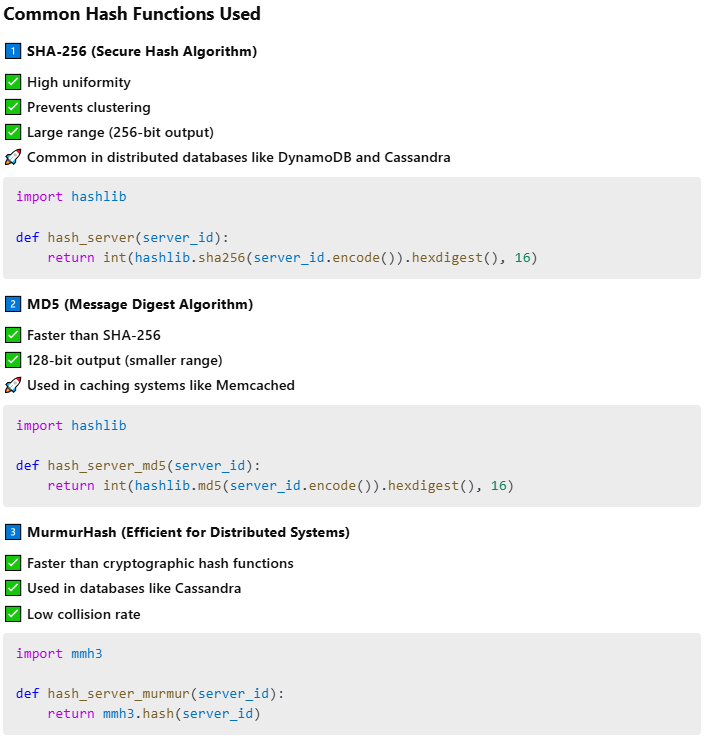 Common Hash Functions Used
1️⃣ SHA-256 (Secure Hash Algorithm)
✅ High uniformity
✅ Prevents clustering
✅ Large range (256-bit output)
🚀 Common in distributed databases like DynamoDB and Cassandra
import hashlib
def hash_server(server_id):
    return int(hashlib.sha256(server_id.encode()).hexdigest(), 16)
2️⃣ MD5 (Message Digest Algorithm)
✅ Faster than SHA-256
✅ 128-bit output (smaller range)
🚀 Used in caching systems like Memcached
import hashlib
def hash_server_md5(server_id):
    return int(hashlib.md5(server_id.encode()).hexdigest(), 16)
3️⃣ MurmurHash (Efficient for Distributed Systems)
✅ Faster than cryptographic hash functions
✅ Used in databases like Cassandra
✅ Low collision rate
import mmh3
def hash_server_murmur(server_id):
    return mmh3.hash(server_id)